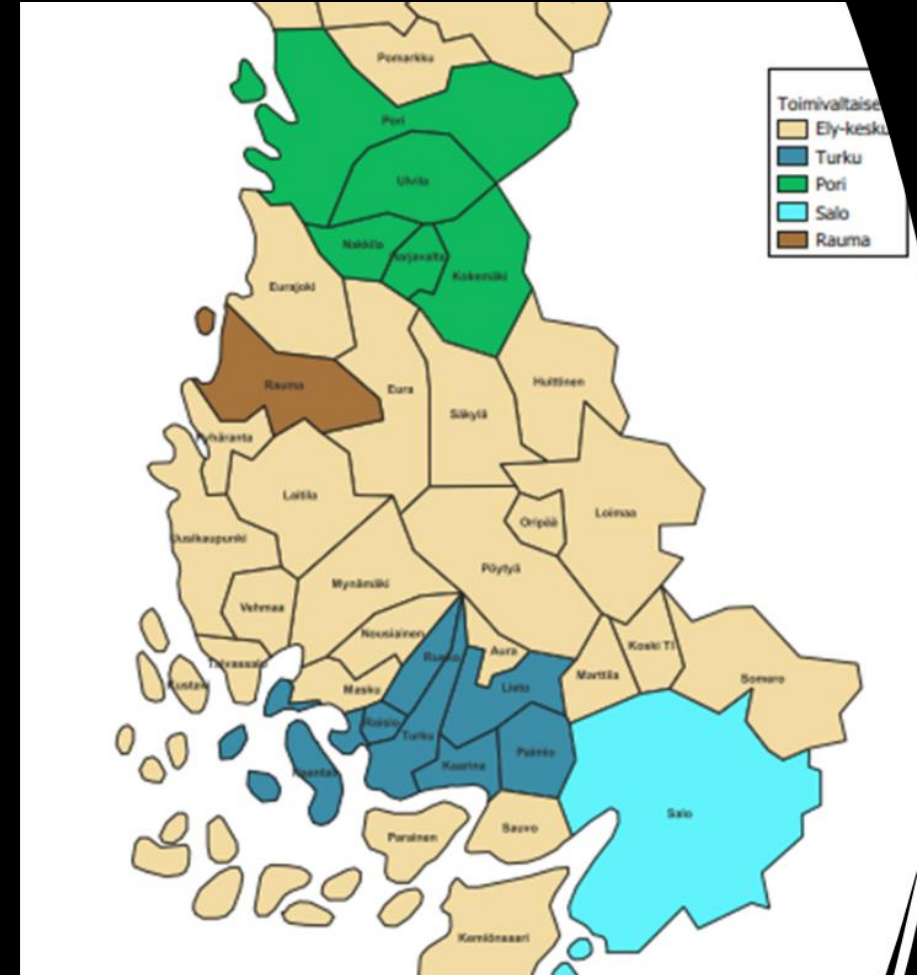 Pomarkku
Toimivaltaise
Ely-kesku
Turku
Pori
Salo
Rauma
Pori
Ulvila
Nakkila
Harjavalta
Kokemäki
Eurajoki
Rauma
Eura
Säkylä
Huittinen
Pyhäranta
Laitila
Oripää
Loimaa
Uusikaupunki
Pöytyä
Mynämäki
Vehmaa
Nousiainen
Aura
Koski Tl
Taivassalo
Rusko
Marttila
Somero
Kustavi
Masku
Lieto
Raisio
Turku
Paimio
Kaarina
Naantali
Salo
Sauvo
Parainen
Kemiönsaari